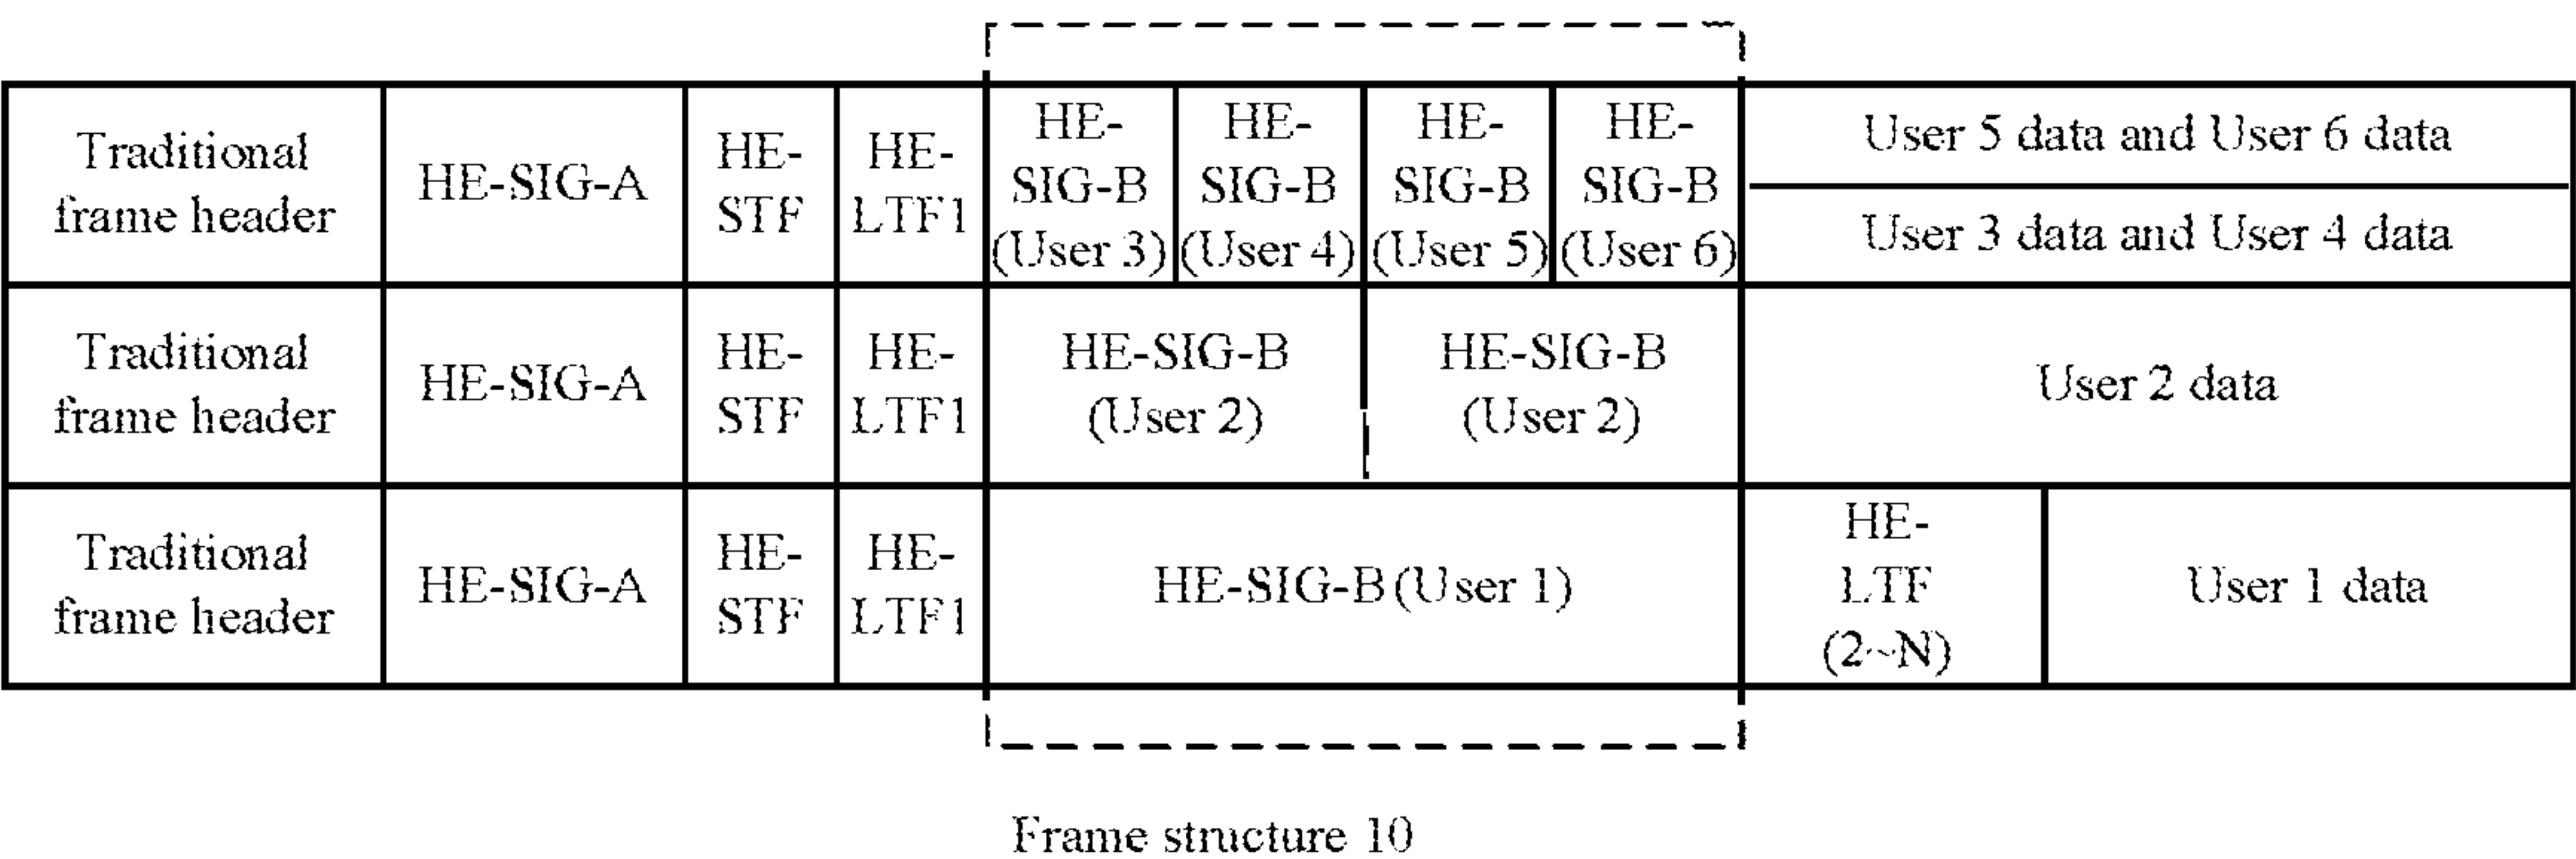 Traditional
frame header
HE-SIG-A
HE-
STF
HE-
LTF1
HE-
SIG-B
(User 3)
HE-
SIG-B
(User 4)
HE-
SIG-B
(User 5)
HE-
SIG-B
(User 6)
User 5 data and User 6 data
User 3 data and User 4 data
Traditional
frame header
HE-SIG-A
HE-
STF
HE-
LTF1
HE-SIG-B
(User 2)
HE-SIG-B
(User 2)
User 2 data
Traditional
frame header
HE-SIG-A
HE-
STF
HE-
LTF1
HE-SIG-B(User 1)
HE-
LTF
(2~N)
User 1 data
Frame structure 10